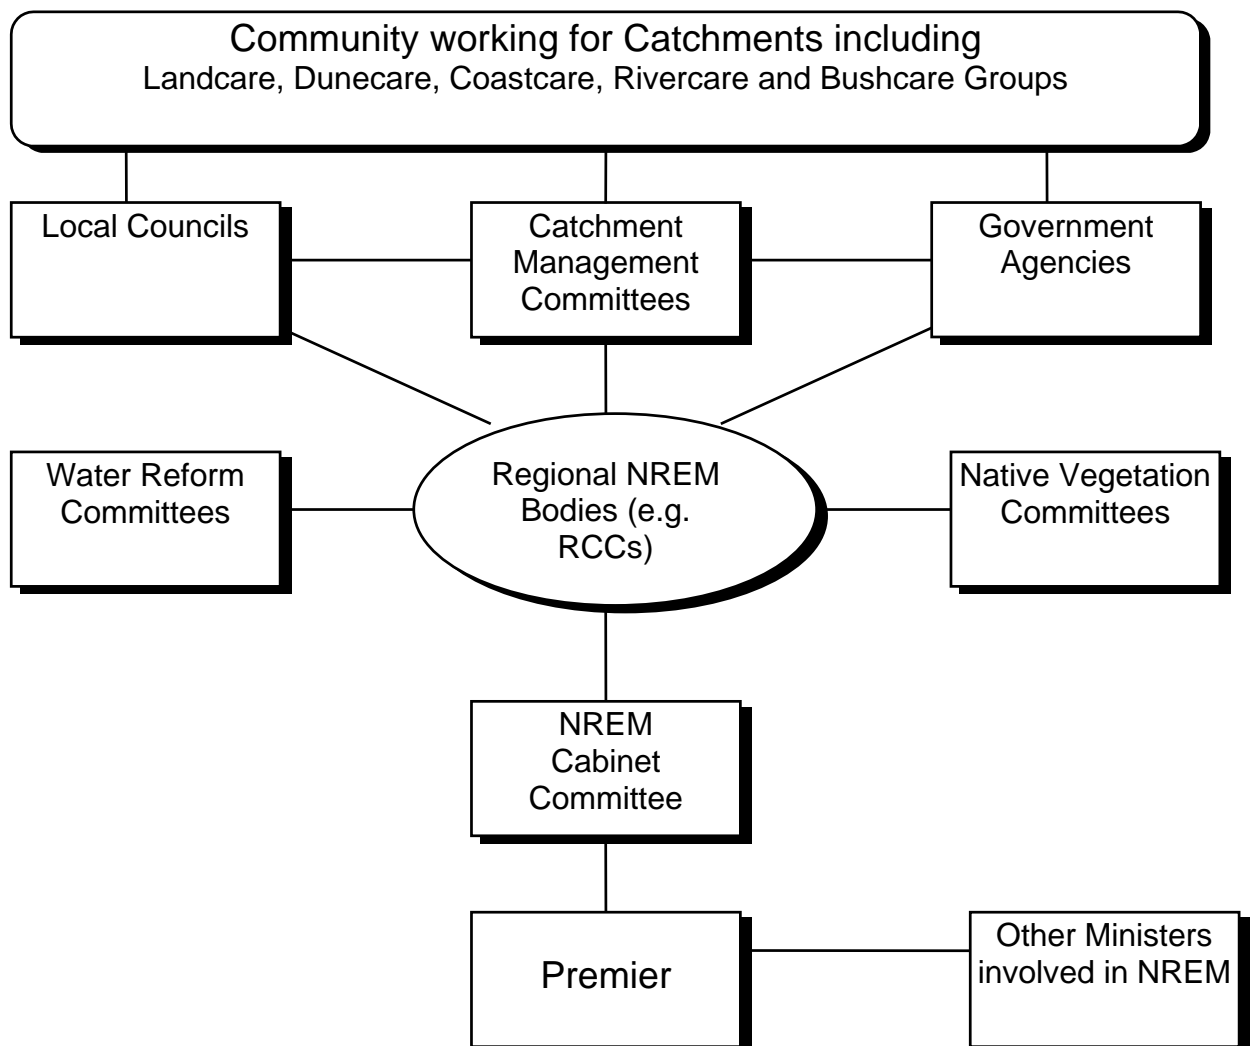 Community working for Catchments including
Landcare, Dunecare, Coastcare, Rivercare and Bushcare Groups
Local Councils
Catchment
Management
Committees
Government
Agencies
Water Reform
Committees
Regional NREM
Bodies (e.g.
RCCs)
Native Vegetation
Committees
NREM
Cabinet
Committee
Premier
Other Ministers
involved in NREM